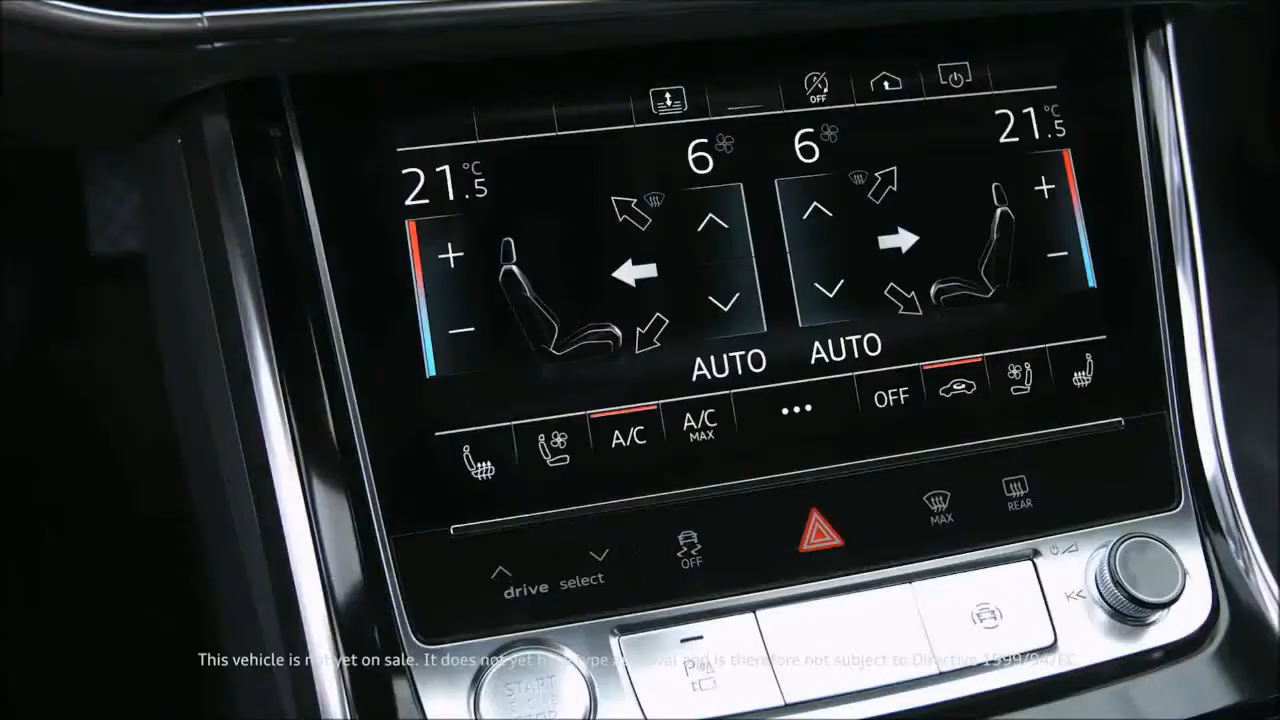 OFF
21.5 °C
6
6
21.5 °C
+
+
−
−
AUTO
AUTO
A/C
A/C
MAX
•••
OFF
drive select
OFF
MAX
REAR
This vehicle is not yet on sale. It does not yet have type approval and is therefore not subject to Directive 1999/94/EC
START
STOP